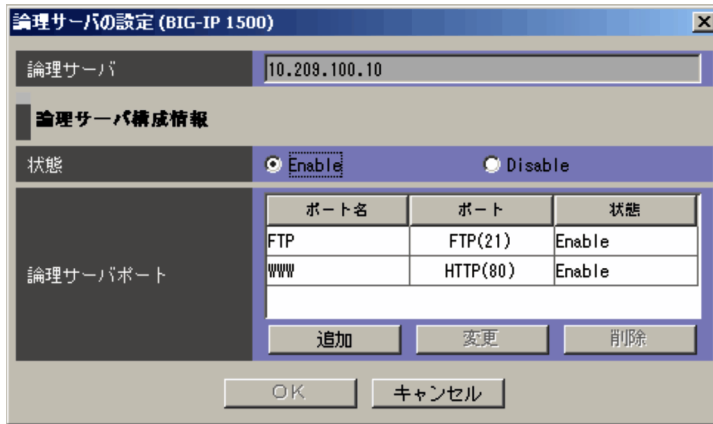 論理サーバの設定 (BIG-IP 1500)
論理サーバ 10.209.100.10
論理サーバ構成情報
状態 Enable Disable
ポート名 ポート 状態
FTP FTP(21) Enable
WWW HTTP(80) Enable
論理サーバポート
追加 変更 削除
OK キャンセル